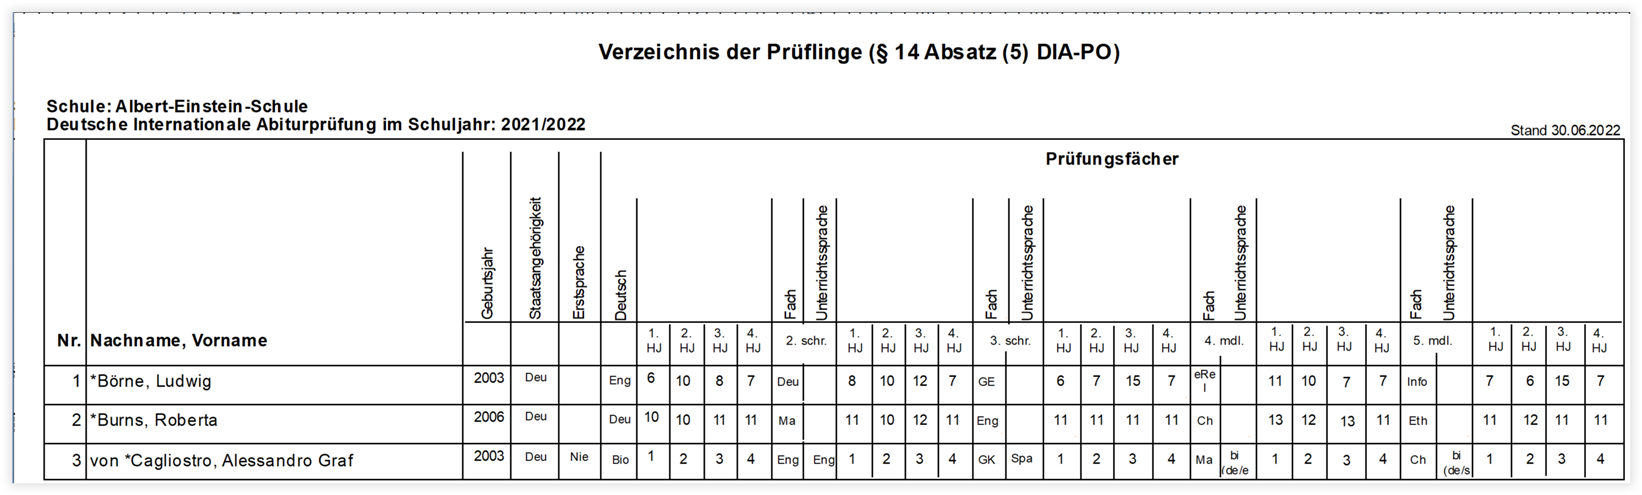 Verzeichnis der Prüflinge (§ 14 Absatz (5) DIA-PO)
Schule: Albert-Einstein-Schule
Deutsche Internationale Abiturprüfung im Schuljahr: 2021/2022
Stand 30.06.2022
Prüfungsfächer
Nr. Nachname, Vorname Geburtsjahr Staatsangehörigkeit Erstsprache Deutsch 1. HJ 2. HJ 3. HJ 4. HJ Fach Unterrichtssprache 2. schr. 1. HJ 2. HJ 3. HJ 4. HJ Fach Unterrichtssprache 3. schr. 1. HJ 2. HJ 3. HJ 4. HJ Fach Unterrichtssprache 4. mdl. 1. HJ 2. HJ 3. HJ 4. HJ Fach Unterrichtssprache 5. mdl. 1. HJ 2. HJ 3. HJ 4. HJ
1 *Börne, Ludwig 2003 Deu Eng 6 10 8 7 Deu 8 10 12 7 GE 6 7 15 7 eRel 11 10 7 7 Info 7 6 15 7
2 *Burns, Roberta 2006 Deu Deu 10 10 11 11 Ma 11 10 12 11 Eng 11 11 11 11 Ch 13 12 13 11 Eth 11 12 11 11
3 von *Cagliostro, Alessandro Graf 2003 Deu Nie Bio 1 2 3 4 Eng Eng 1 2 3 4 GK Spa 1 2 3 4 Ma bi (de/e 1 2 3 4 Ch bi (de/s 1 2 3 4